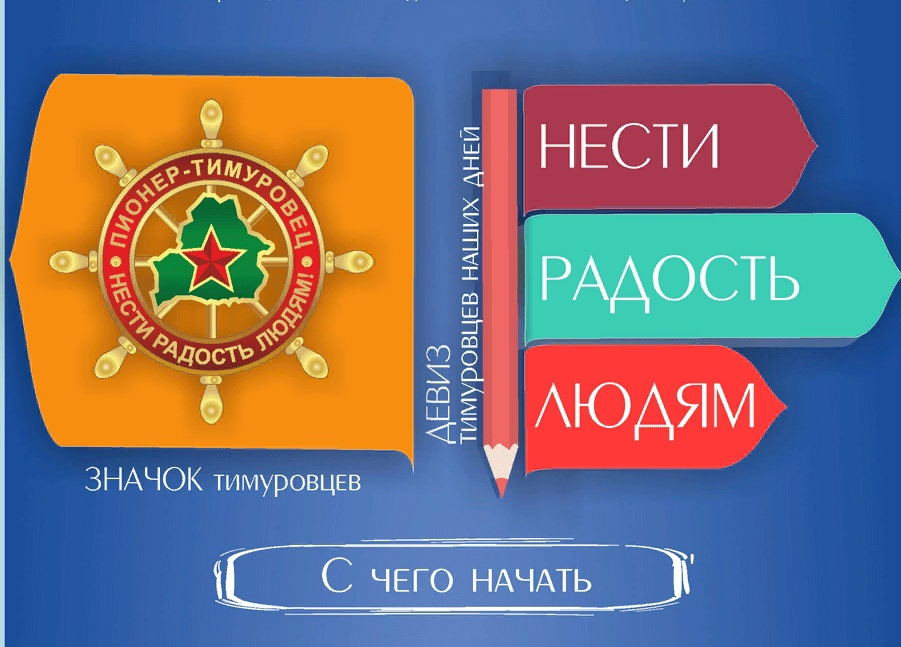 ПИОНЕР-ТИМУРОВЕЦ
НЕСТИ РАДОСТЬ ЛЮДЯМ!
ЗНАЧОК тимуровцев
ДЕВИЗ
тимуровцев наших дней
НЕСТИ
РАДОСТЬ
ЛЮДЯМ
С чего начать